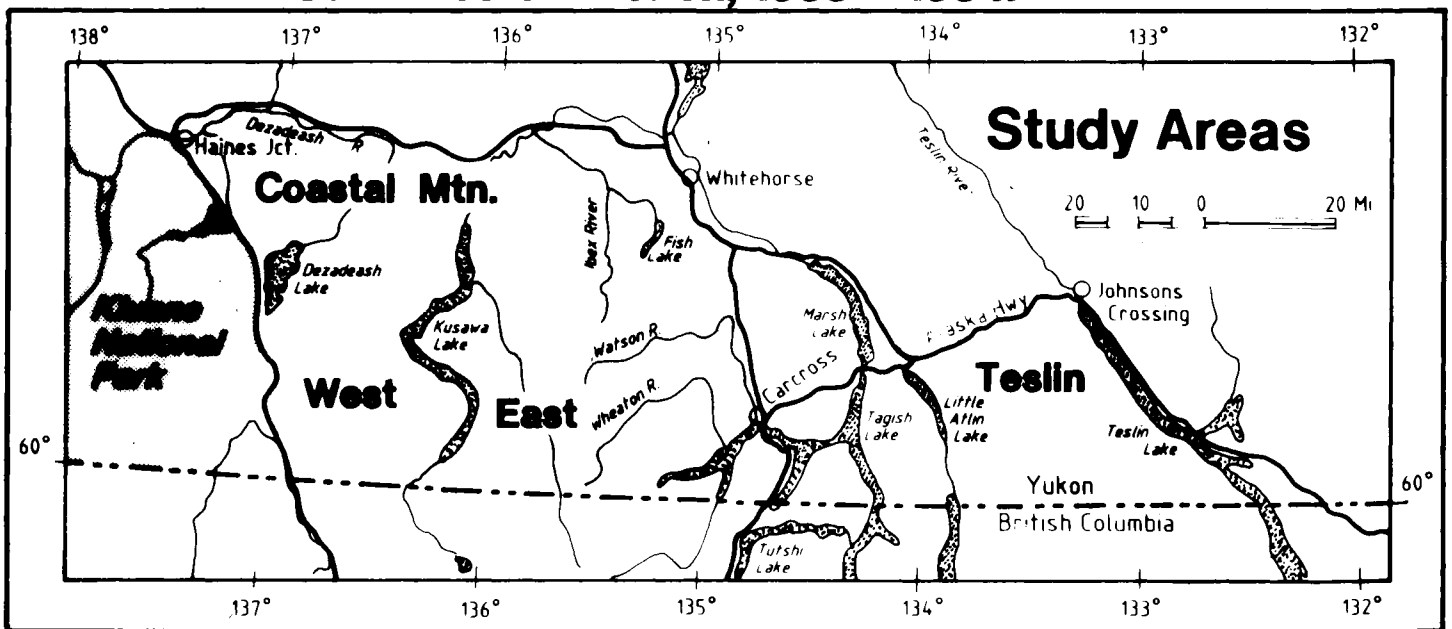 138° 137° 136° 135° 134° 133° 132°
Study Areas
20 10 0 20 Mi
Haines Jct.
Dezadeash R
Coastal Mtn.
Whitehorse
Teslin River
Ibex River
Fish Lake
Dezadeash Lake
Kluane National Park
Kusawa Lake
Marsh Lake
Alaska Hwy
Johnsons Crossing
Watson R.
Wheaton R.
West
East
Carcross
Teslin
Little Atlin Lake
Tagish Lake
Teslin Lake
60°
60°
Yukon
British Columbia
Tutshi Lake
137° 136° 135° 134° 133° 132°